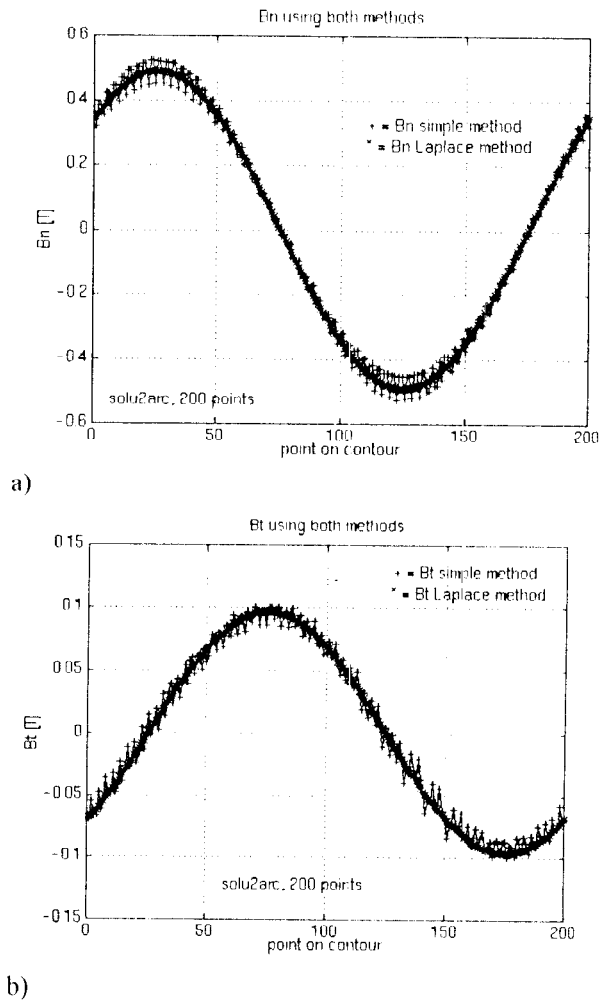 Bn using both methods
0.6
+ = Bn simple method
× = Bn Laplace method
0.4
0.2
0
-0.2
-0.4
-0.6
Bn [T]
solu2arc, 200 points
0 50 100 150 200
point on contour
a)
Bt using both methods
0.15
+ = Bt simple method
× = Bt Laplace method
0.1
0.05
0
-0.05
-0.1
-0.15
Bt [T]
solu2arc, 200 points
0 50 100 150 200
point on contour
b)